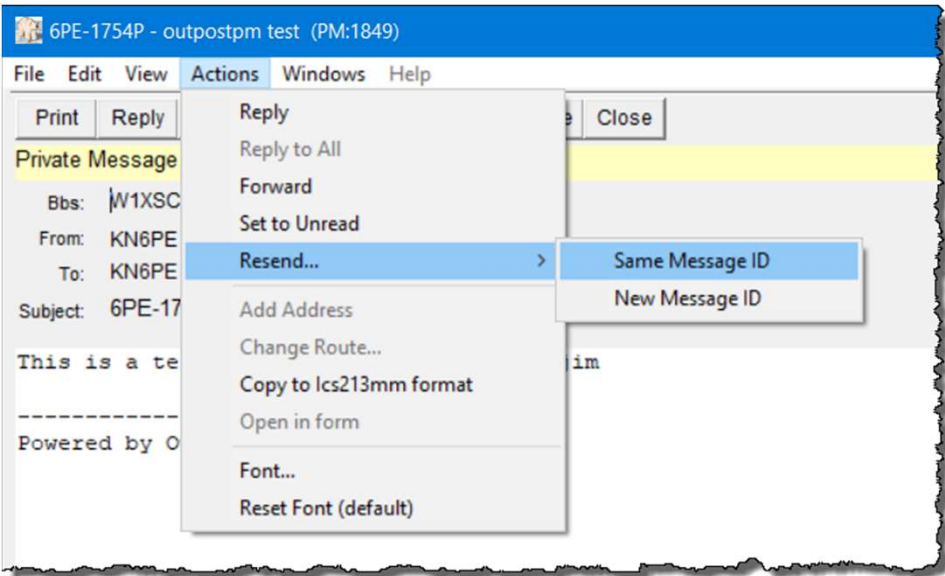 6PE-1754P - outpostpm test (PM:1849)
File Edit View Actions Windows Help
Print Reply Close
Private Message
Bbs: W1XSC
From: KN6PE
To: KN6PE
Subject: 6PE-17
This is a te jim
------------
Powered by O
Reply
Reply to All
Forward
Set to Unread
Resend... >
Add Address
Change Route...
Copy to Ics213mm format
Open in form
Font...
Reset Font (default)
Same Message ID
New Message ID